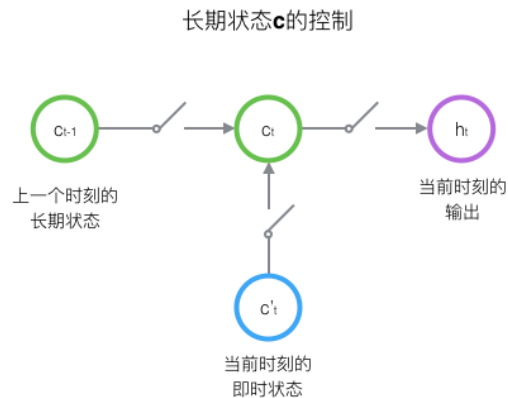 长期状态c的控制
Ct-1
Ct
ht
上一个时刻的
长期状态
当前时刻的
输出
c't
当前时刻的
即时状态